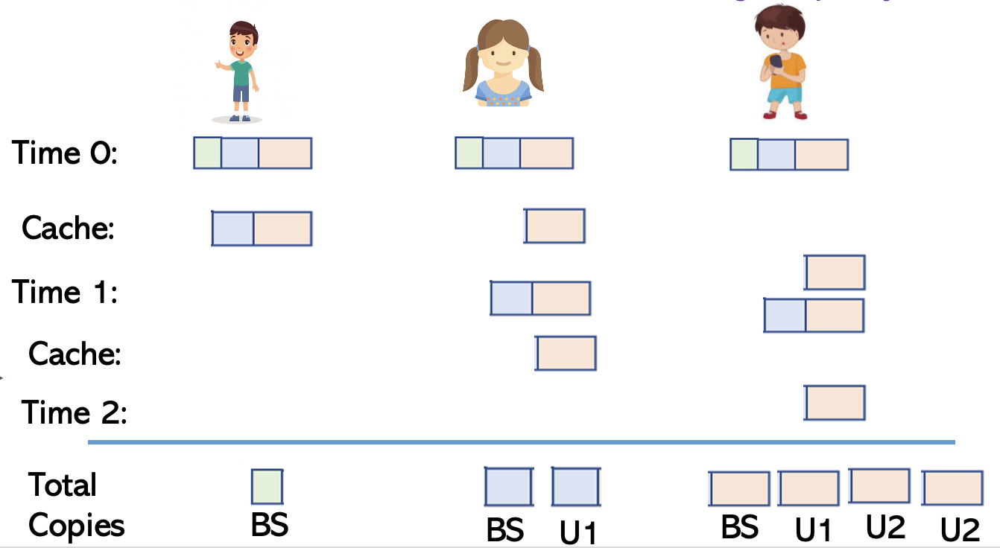 Time 0:
Cache:
Time 1:
Cache:
Time 2:
Total
Copies
BS
BS
U1
BS
U1
U2
U2